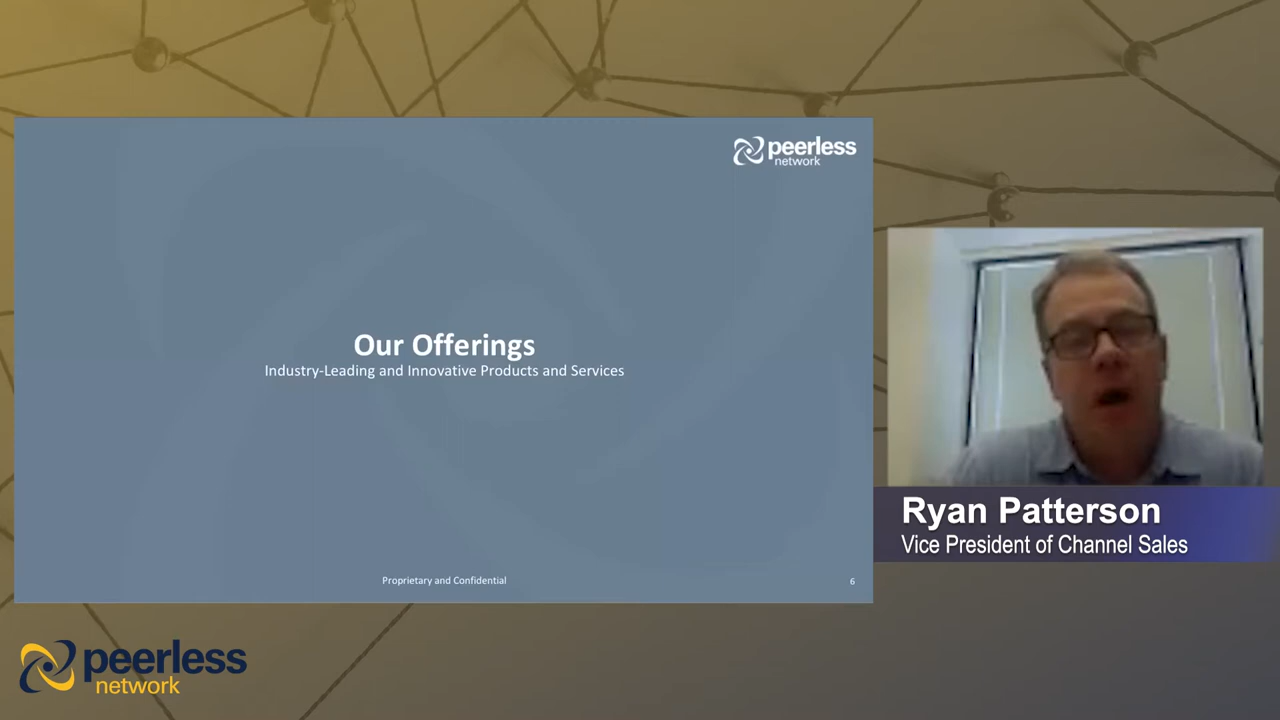 peerless
network
Our Offerings
Industry-Leading and Innovative Products and Services
Proprietary and Confidential
6
Ryan Patterson
Vice President of Channel Sales
peerless
network